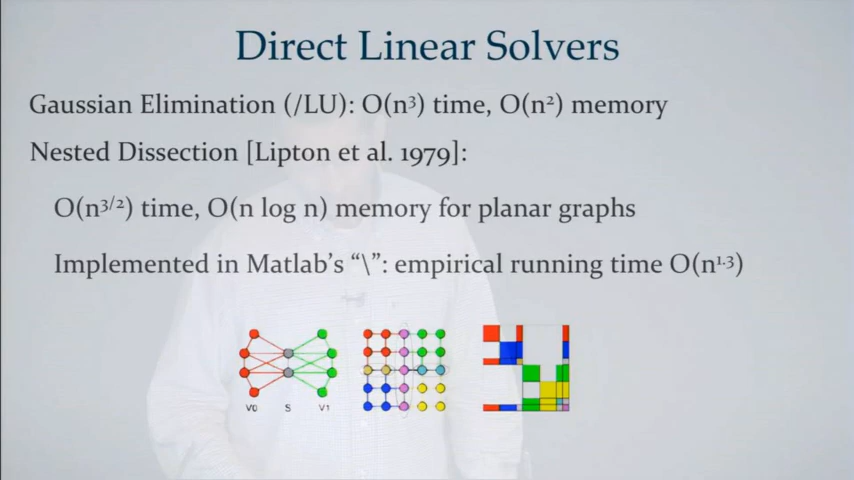 Direct Linear Solvers
Gaussian Elimination (/LU): O(n³) time, O(n²) memory
Nested Dissection [Lipton et al. 1979]:
O(n³/²) time, O(n log n) memory for planar graphs
Implemented in Matlab's “\”: empirical running time O(n¹·³)
V0 S V1